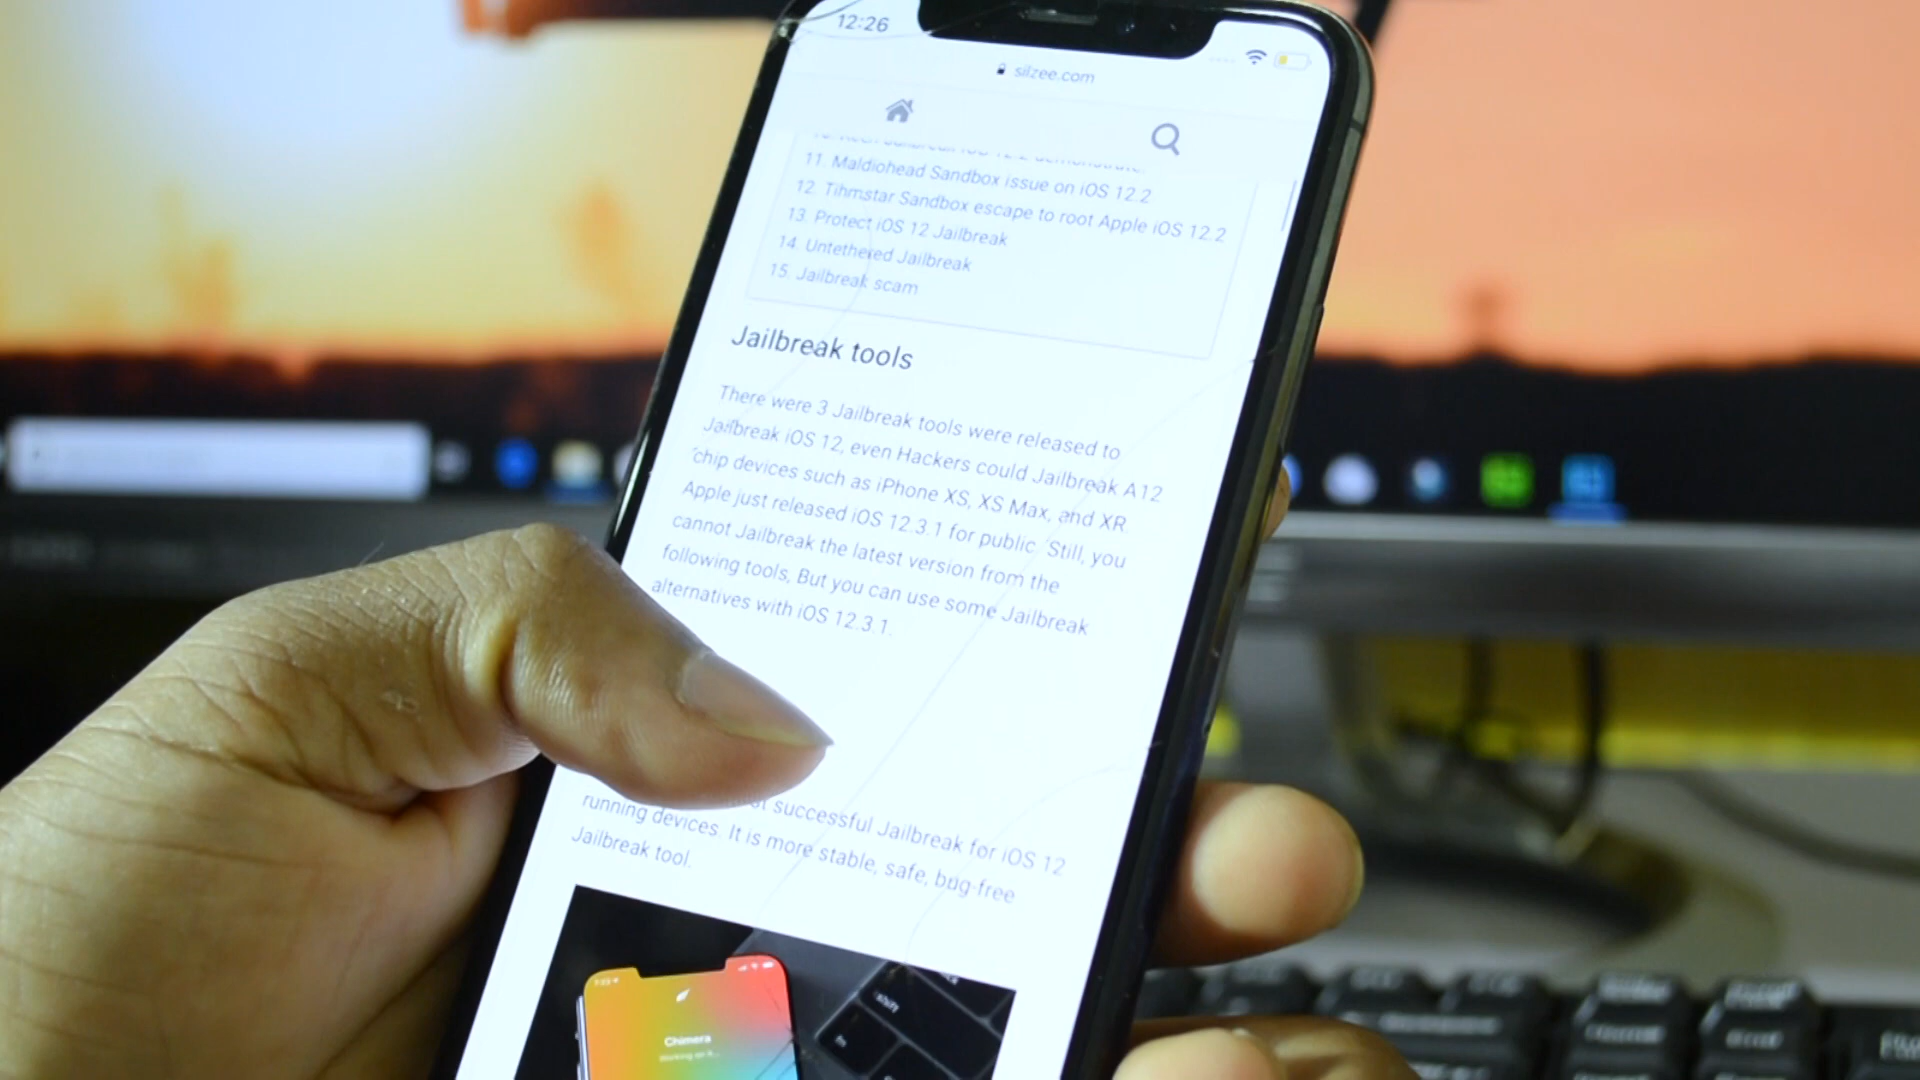 12:26
silzee.com
11. Maldiohead Sandbox issue on iOS 12.2
12. Tihmstar Sandbox escape to root Apple iOS 12.2
13. Protect iOS 12 Jailbreak
14. Untethered Jailbreak
15. Jailbreak scam
Jailbreak tools
There were 3 Jailbreak tools were released to
Jailbreak iOS 12, even Hackers could Jailbreak A12
chip devices such as iPhone XS, XS Max, and XR.
Apple just released iOS 12.3.1 for public. Still, you
cannot Jailbreak the latest version from the
following tools, But you can use some Jailbreak
alternatives with iOS 12.3.1.
successful Jailbreak for iOS 12
running devices. It is more stable, safe, bug-free
Jailbreak tool.
shift
fn
Chimera